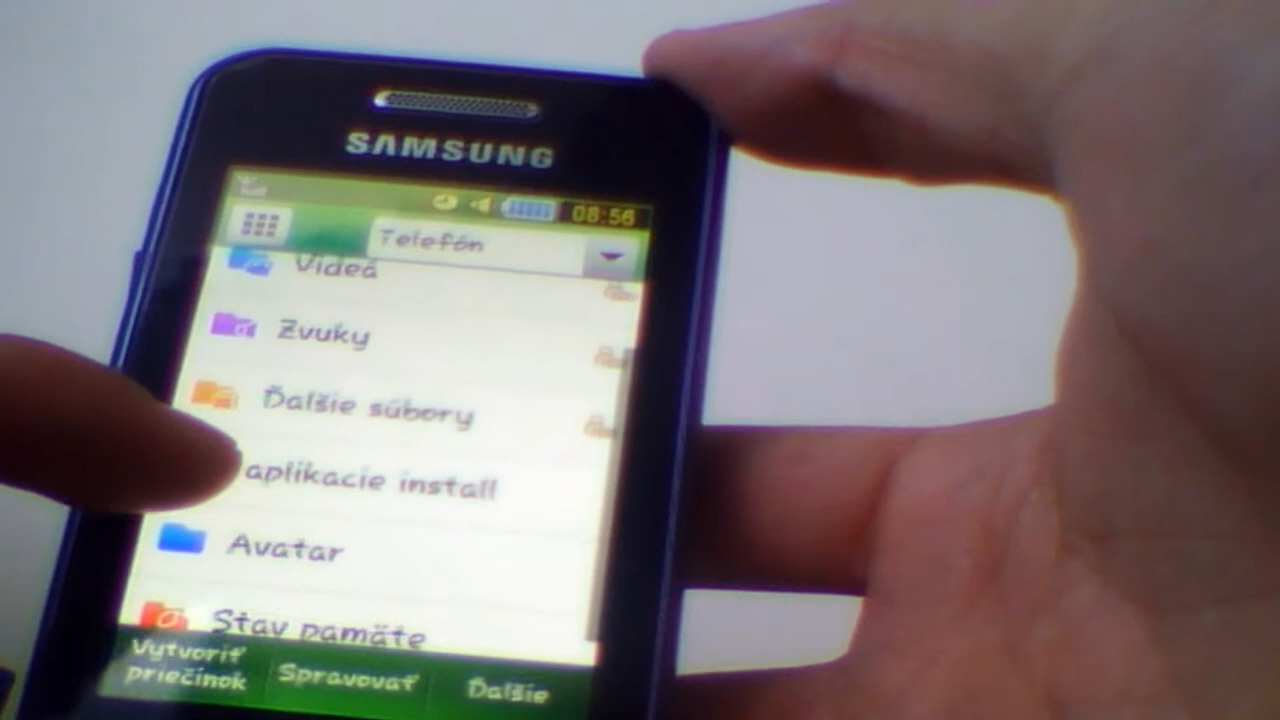 SAMSUNG
08:56
Telefón
Videá
Zvuky
Ďalšie súbory
aplikacie install
Avatar
Stav pamäte
Vytvoriť
priečinok
Spravovať
Ďalšie